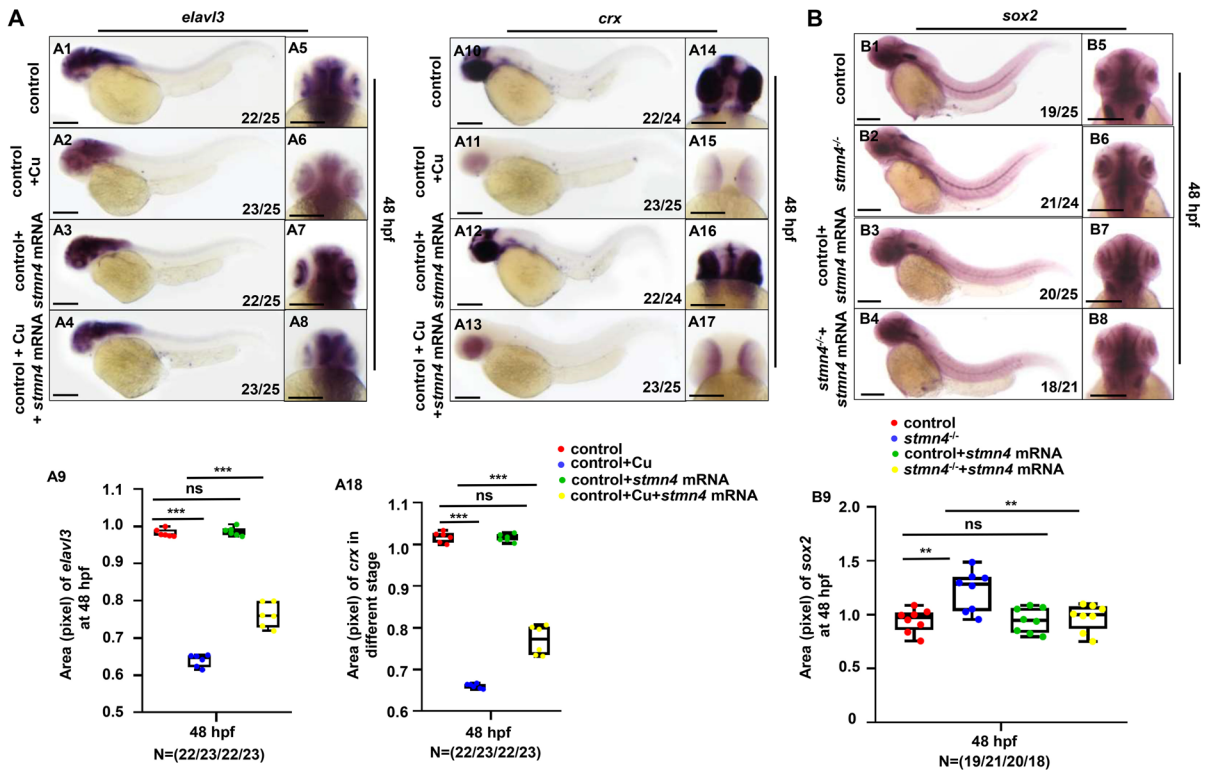 A
elavl3
crx
B
sox2
control
A1
22/25
A5
control
A10
22/24
A14
control
B1
19/25
B5
control
+Cu
A2
23/25
A6
control
+Cu
A11
23/25
A15
stmn4-/-
B2
21/24
B6
control+
stmn4 mRNA
A3
22/25
A7
control+
stmn4 mRNA
A12
22/24
A16
control+
stmn4 mRNA
B3
20/25
B7
control + Cu
+ stmn4 mRNA
A4
23/25
A8
control + Cu
+stmn4 mRNA
A13
23/25
A17
stmn4-/-+
stmn4 mRNA
B4
18/21
B8
48 hpf
48 hpf
48 hpf
A9
Area (pixel) of elavl3
at 48 hpf
1.1
1.0
0.9
0.8
0.7
0.6
0.5
***
ns
***
48 hpf
N=(22/23/22/23)
A18
Area (pixel) of crx in
different stage
1.1
1.0
0.9
0.8
0.7
0.6
***
ns
***
48 hpf
N=(22/23/22/23)
control
control+Cu
control+stmn4 mRNA
control+Cu+stmn4 mRNA
control
stmn4-/-
control+stmn4 mRNA
stmn4-/-+stmn4 mRNA
B9
Area (pixel) of sox2
at 48 hpf
2.0
1.5
1.0
0.5
0
**
ns
**
48 hpf
N=(19/21/20/18)